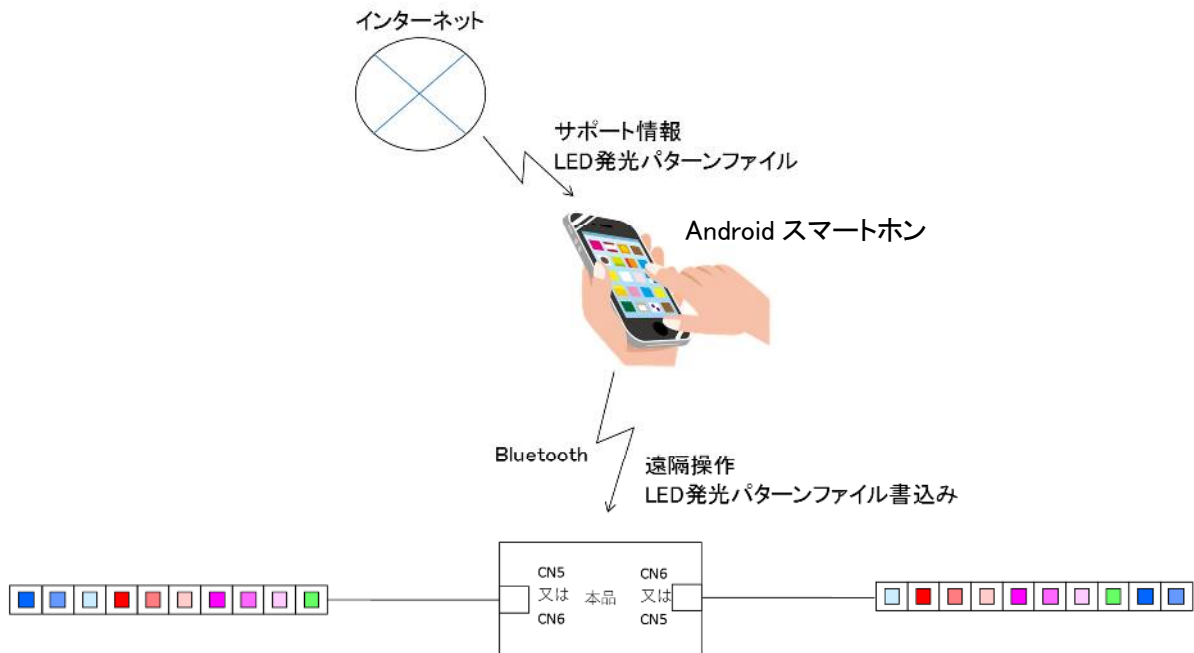 インターネット
サポート情報
LED発光パターンファイル
Android スマートホン
Bluetooth
遠隔操作
LED発光パターンファイル書込み
CN5
又は
CN6
本品
CN6
又は
CN5